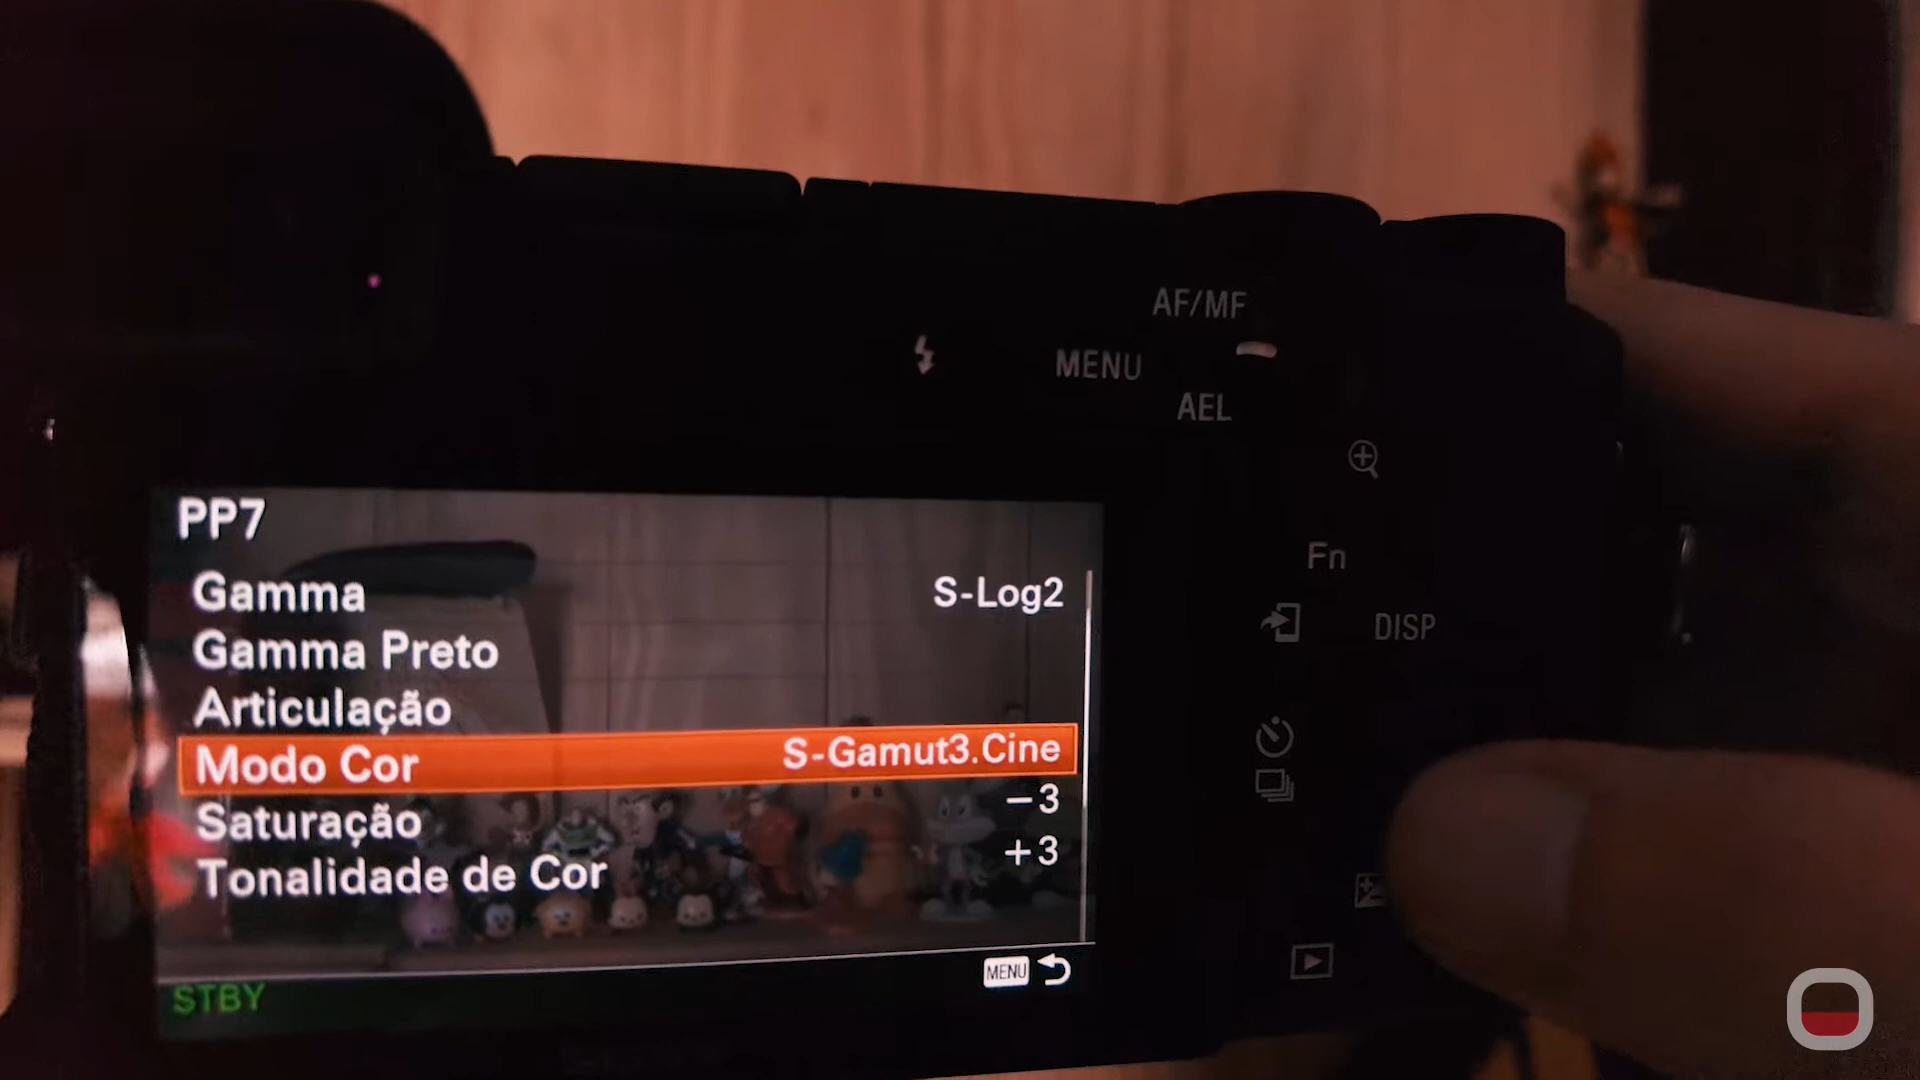 AF/MF
MENU
AEL
Fn
DISP
PP7
Gamma S-Log2
Gamma Preto
Articulação
Modo Cor S-Gamut3.Cine
Saturação -3
Tonalidade de Cor +3
MENU
STBY